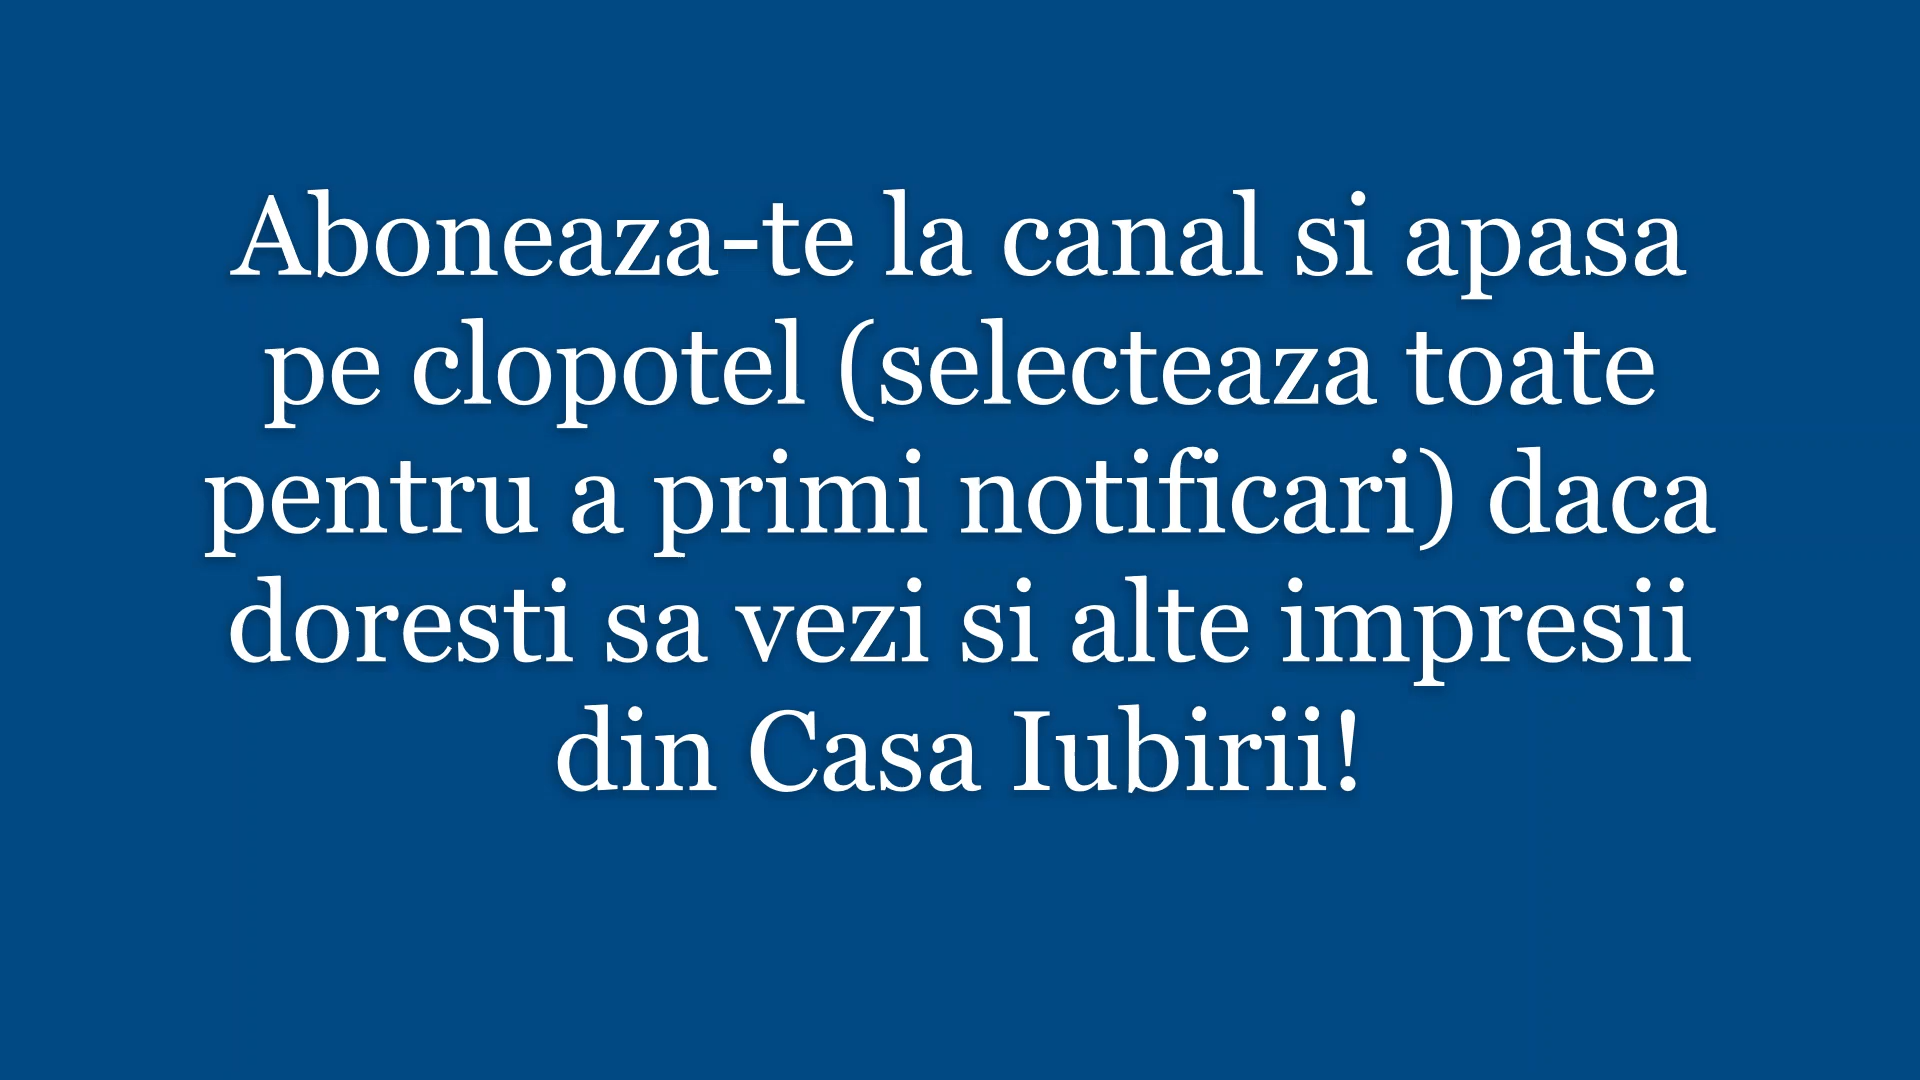 Aboneaza-te la canal si apasa
pe clopotel (selecteaza toate
pentru a primi notificari) daca
doresti sa vezi si alte impresii
din Casa Iubirii!